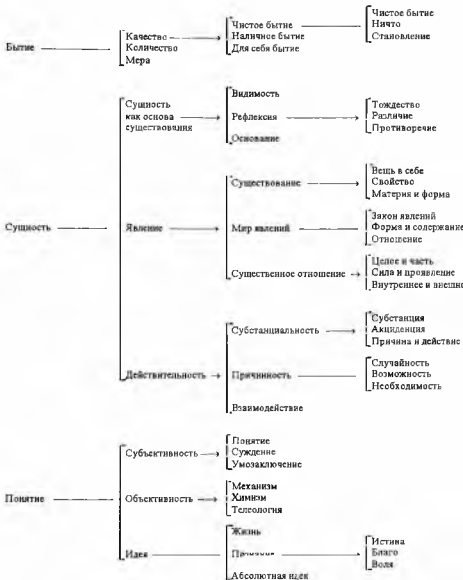 Чистое бытие
Чистое бытие
Ничто
Качество
Наличное бытие
Становление
Бытие
Количество
Для себя бытие
Мера
Видимость
Сущность
Тождество
как основа
Рефлексия
Различие
существования
Противоречие
Основание
Вещь в себе
Существование
Свойство
Материя и форма
Закон явлений
Сущность
Явление
Мир явлений
Форма и содержание
Отношение
Целое и часть
Существенное отношение
Сила и проявление
Внутреннее и внешне
Субстанция
Субстанциальность
Акциденция
Причина и действие
Случайность
Действительность
Причинность
Возможность
Необходимость
Взаимодействие
Понятие
Субъективность
Суждение
Умозаключение
Механизм
Понятие
Объективность
Химизм
Телеология
Жизнь
Истина
Идея
Благо
Воля
Абсолютная идея